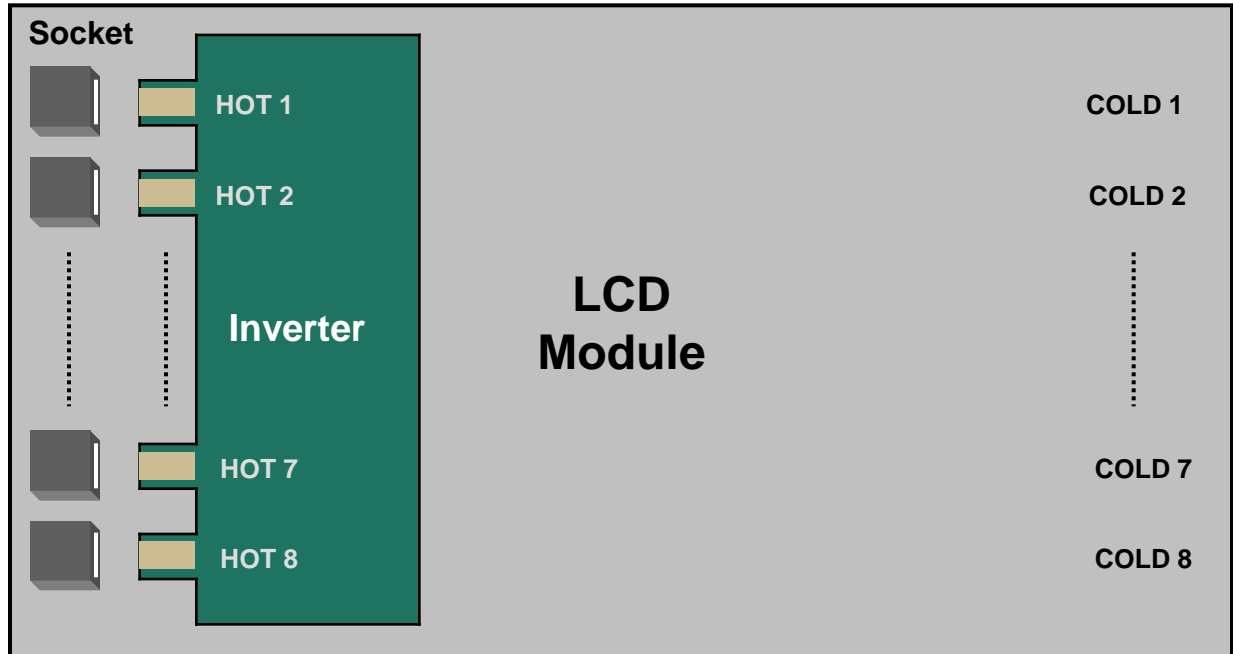 Socket
HOT 1
COLD 1
HOT 2
COLD 2
LCD
Module
Inverter
HOT 7
COLD 7
HOT 8
COLD 8